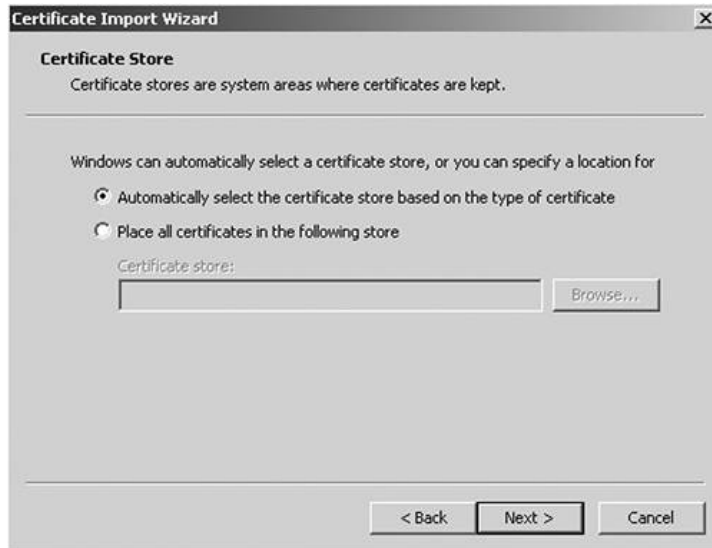 Certificate Import Wizard
Certificate Store
Certificate stores are system areas where certificates are kept.
Windows can automatically select a certificate store, or you can specify a location for
Automatically select the certificate store based on the type of certificate
Place all certificates in the following store
Certificate store:
Browse...
< Back Next > Cancel